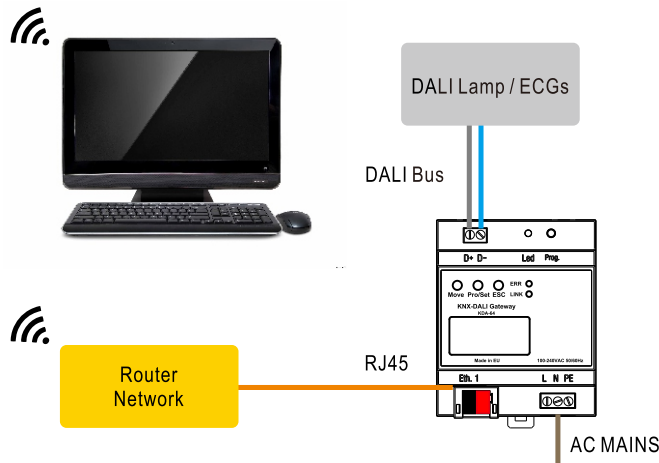 DALI Lamp / ECGs
DALI Bus
D+ D- Led Prog.
Move Pro/Set ESC ERR
LINK
KNX-DALI Gateway
KDA-64
Made in EU 100-240VAC 50/60Hz
RJ45
Eth. 1 L N PE
Router
Network
AC MAINS